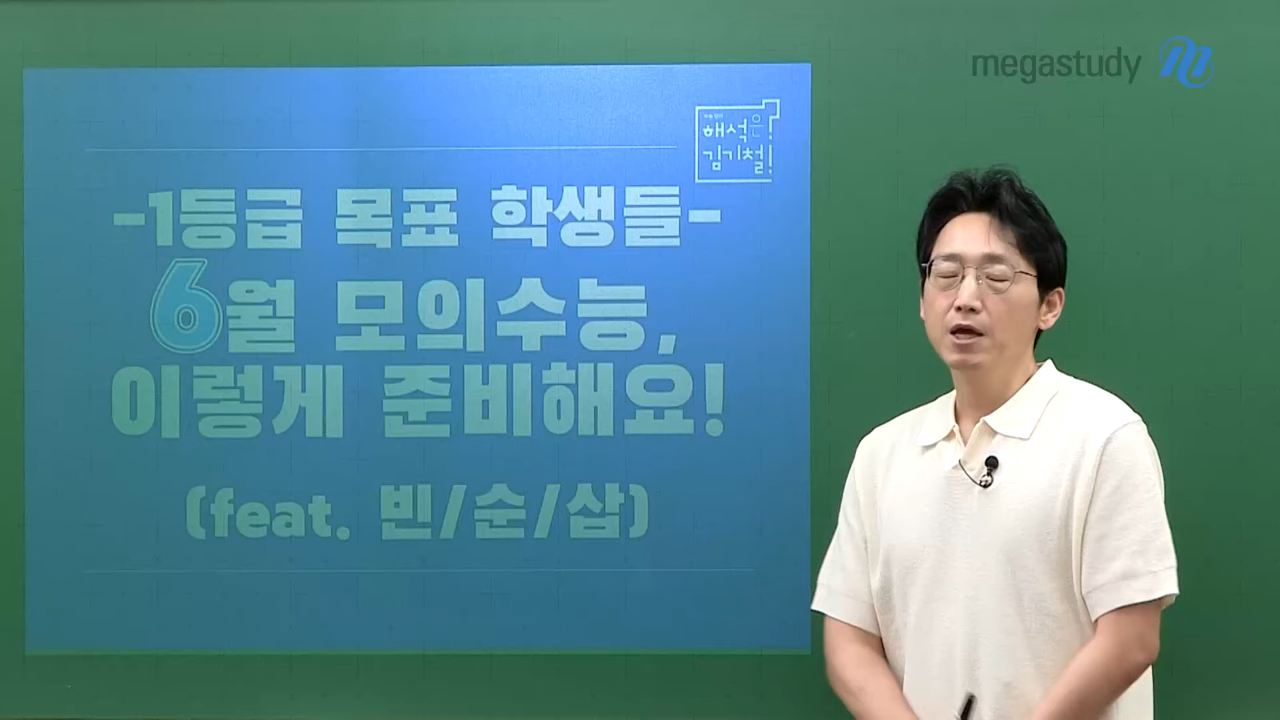 megastudy
해석은!
김기철!
-1등급 목표 학생들-
6월 모의수능,
이렇게 준비해요!
(feat. 빈/순/삽)